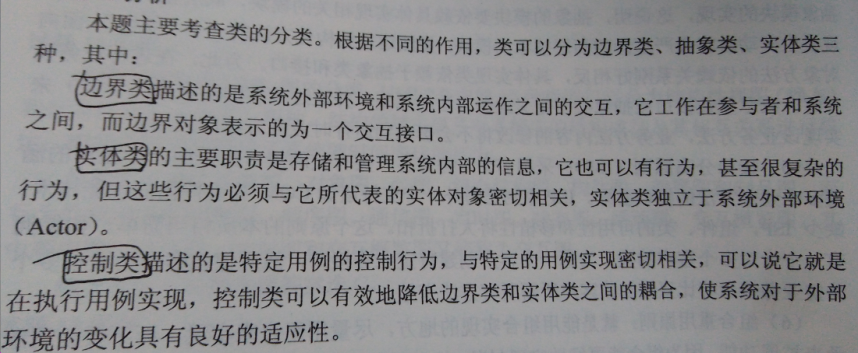 本题主要考查类的分类。根据不同的作用，类可以分为边界类、抽象类、实体类三
种，其中：
边界类描述的是系统外部环境和系统内部运作之间的交互，它工作在参与者和系统
之间，而边界对象表示的为一个交互接口。
实体类的主要职责是存储和管理系统内部的信息，它也可以有行为，甚至很复杂的
行为，但这些行为必须与它所代表的实体对象密切相关，实体类独立于系统外部环境
（Actor）。
控制类描述的是特定用例的控制行为，与特定的用例实现密切相关，可以说它就是
在执行用例实现，控制类可以有效地降低边界类和实体类之间的耦合，使系统对于外部
环境的变化具有良好的适应性。